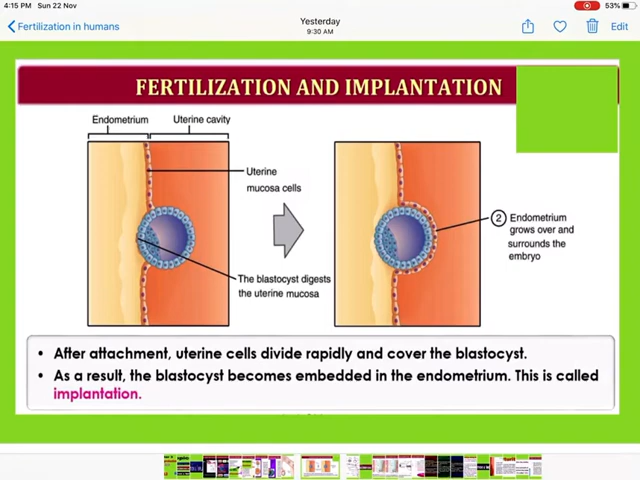 4:15 PM Sun 22 Nov
53%
Fertilization in humans
Yesterday
9:30 AM
Edit
FERTILIZATION AND IMPLANTATION
Endometrium
Uterine cavity
Uterine
mucosa cells
The blastocyst digests
the uterine mucosa
2 Endometrium
grows over and
surrounds the
embryo
• After attachment, uterine cells divide rapidly and cover the blastocyst.
• As a result, the blastocyst becomes embedded in the endometrium. This is called
implantation.